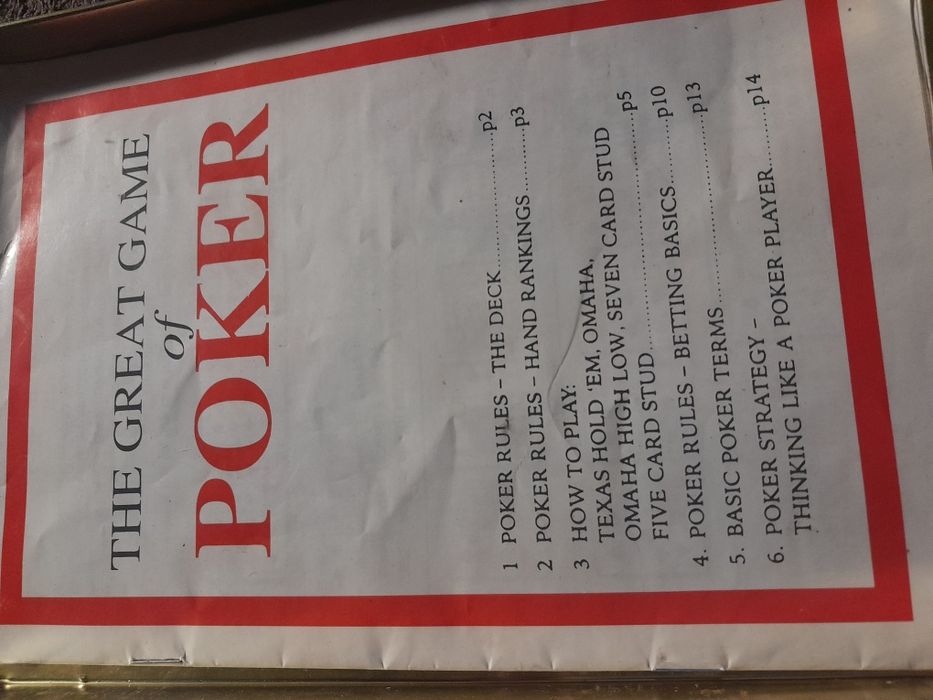 THE GREAT GAME
of
POKER
1 POKER RULES – THE DECK..............................p2
2 POKER RULES – HAND RANKINGS..........p3
3 HOW TO PLAY:
TEXAS HOLD 'EM, OMAHA,
OMAHA HIGH LOW, SEVEN CARD STUD
FIVE CARD STUD.......................................p5
4. POKER RULES – BETTING BASICS...........p10
5. BASIC POKER TERMS................................p13
6. POKER STRATEGY –
THINKING LIKE A POKER PLAYER..........p14